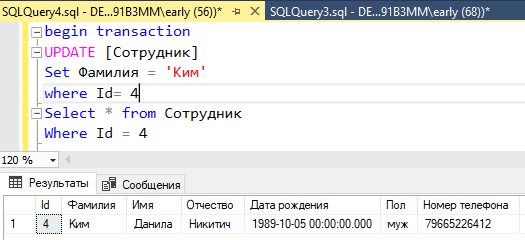 SQLQuery4.sql - DE...91B3MM\early (56))* SQLQuery3.sql - DE...91B3MM\early (68))*
begin transaction
UPDATE [Сотрудник]
Set Фамилия = 'Ким'
where Id= 4
Select * from Сотрудник
Where Id = 4
120 %
Результаты Сообщения
Id Фамилия Имя Отчество Дата рождения Пол Номер телефона
1 4 Ким Данила Никитич 1989-10-05 00:00:00.000 муж 79665226412